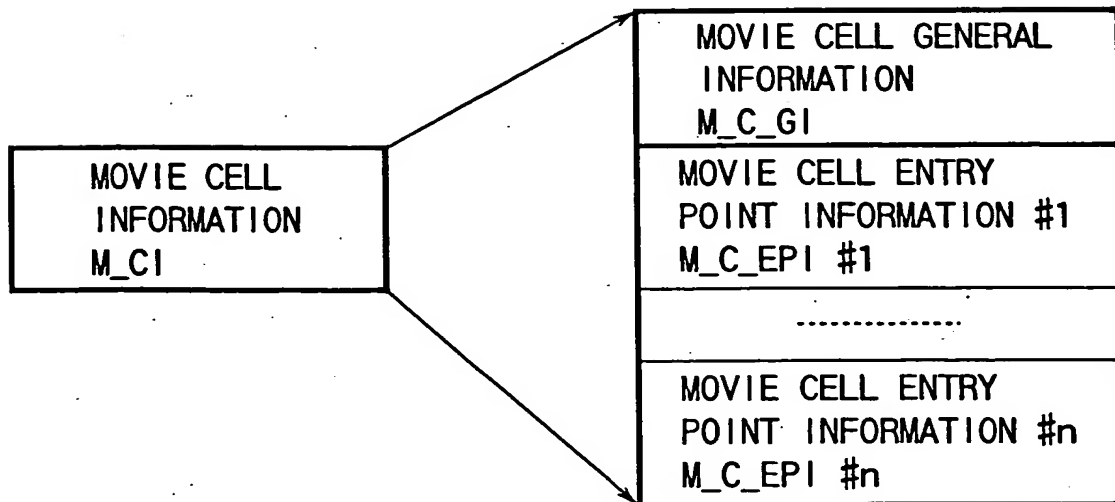 MOVIE CELL
INFORMATION
M_CI
MOVIE CELL GENERAL
INFORMATION
M_C_GI
MOVIE CELL ENTRY
POINT INFORMATION #1
M_C_EPI #1
...............
MOVIE CELL ENTRY
POINT INFORMATION #n
M_C_EPI #n